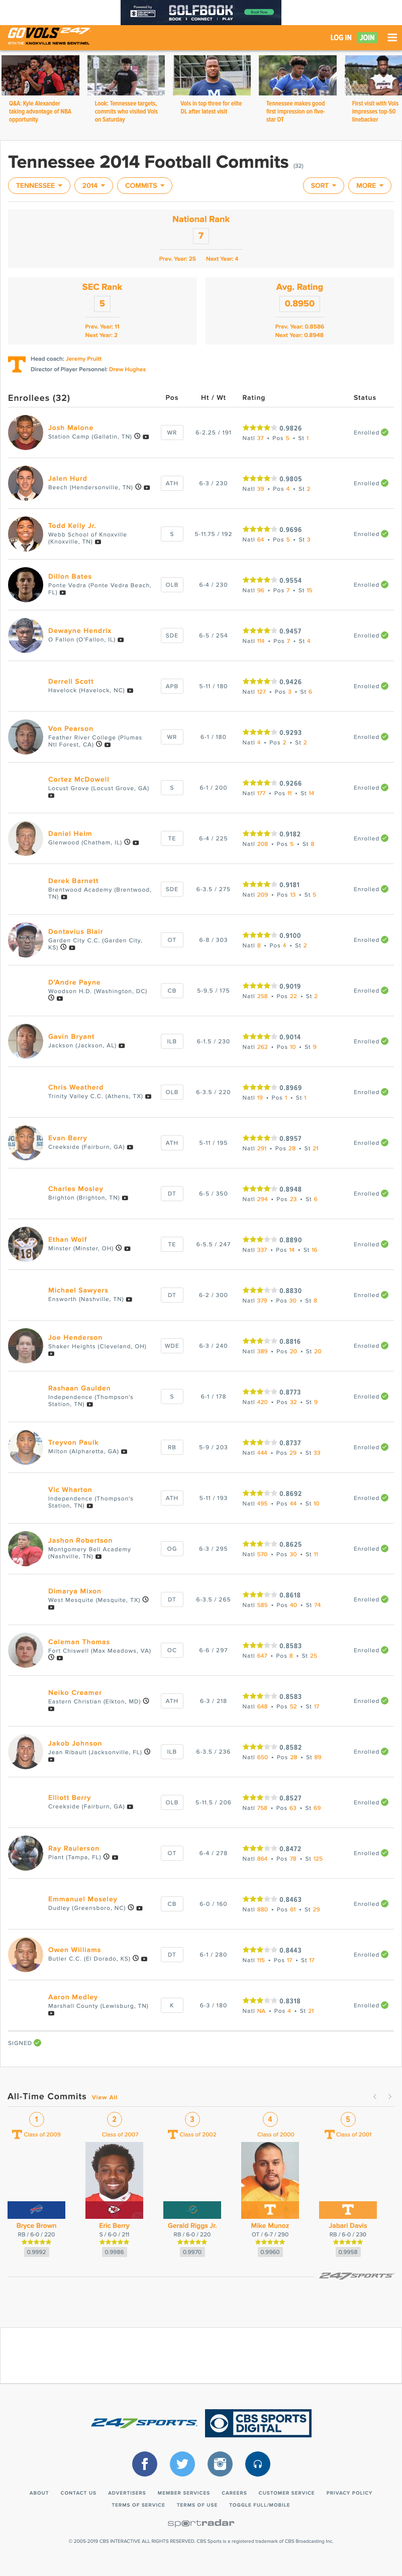 Powered by
GOLFBOOK
BOOK | CONNECT | PLAY
GOVOLS247
KNOXVILLE NEWS SENTINEL
LOG IN
JOIN
Q&A: Kyle Alexander taking advantage of NBA opportunity
Look: Tennessee targets, commits who visited Vols on Saturday
Vols in top three for elite DL after latest visit
Tennessee makes good first impression on five-star DT
First visit with Vols impresses top-50 linebacker
Tennessee 2014 Football Commits (32)
TENNESSEE
2014
COMMITS
SORT
MORE
National Rank
7
Prev. Year: 25 Next Year: 4
SEC Rank
5
Prev. Year: 11
Next Year: 2
Avg. Rating
0.8950
Prev. Year: 0.8586
Next Year: 0.8948
Head coach: Jeremy Pruitt
Director of Player Personnel: Drew Hughes
Enrollees (32) Pos Ht / Wt Rating Status
Josh Malone
Station Camp (Gallatin, TN)
WR 6-2.25 / 191 0.9826
Natl 37 • Pos 5 • St 1
Enrolled
Jalen Hurd
Beech (Hendersonville, TN)
ATH 6-3 / 230 0.9805
Natl 39 • Pos 4 • St 2
Enrolled
Todd Kelly Jr.
Webb School of Knoxville (Knoxville, TN)
S 5-11.75 / 192 0.9696
Natl 64 • Pos 5 • St 3
Enrolled
Dillon Bates
Ponte Vedra (Ponte Vedra Beach, FL)
OLB 6-4 / 230 0.9554
Natl 96 • Pos 7 • St 15
Enrolled
Dewayne Hendrix
O Fallon (O'Fallon, IL)
SDE 6-5 / 254 0.9457
Natl 114 • Pos 7 • St 4
Enrolled
Derrell Scott
Havelock (Havelock, NC)
APB 5-11 / 180 0.9426
Natl 127 • Pos 3 • St 6
Enrolled
Von Pearson
Feather River College (Plumas Ntl Forest, CA)
WR 6-1 / 180 0.9293
Natl 4 • Pos 2 • St 2
Enrolled
Cortez McDowell
Locust Grove (Locust Grove, GA)
S 6-1 / 200 0.9266
Natl 177 • Pos 11 • St 14
Enrolled
Daniel Helm
Glenwood (Chatham, IL)
TE 6-4 / 225 0.9182
Natl 208 • Pos 5 • St 8
Enrolled
Derek Barnett
Brentwood Academy (Brentwood, TN)
SDE 6-3.5 / 275 0.9181
Natl 209 • Pos 13 • St 5
Enrolled
Dontavius Blair
Garden City C.C. (Garden City, KS)
OT 6-8 / 303 0.9100
Natl 8 • Pos 4 • St 2
Enrolled
D'Andre Payne
Woodson H.D. (Washington, DC)
CB 5-9.5 / 175 0.9019
Natl 258 • Pos 22 • St 2
Enrolled
Gavin Bryant
Jackson (Jackson, AL)
ILB 6-1.5 / 230 0.9014
Natl 262 • Pos 10 • St 9
Enrolled
Chris Weatherd
Trinity Valley C.C. (Athens, TX)
OLB 6-3.5 / 220 0.8969
Natl 19 • Pos 1 • St 1
Enrolled
Evan Berry
Creekside (Fairburn, GA)
ATH 5-11 / 195 0.8957
Natl 291 • Pos 28 • St 21
Enrolled
Charles Mosley
Brighton (Brighton, TN)
DT 6-5 / 350 0.8948
Natl 294 • Pos 23 • St 6
Enrolled
Ethan Wolf
Minster (Minster, OH)
TE 6-5.5 / 247 0.8890
Natl 337 • Pos 14 • St 16
Enrolled
Michael Sawyers
Ensworth (Nashville, TN)
DT 6-2 / 300 0.8830
Natl 379 • Pos 30 • St 8
Enrolled
Joe Henderson
Shaker Heights (Cleveland, OH)
WDE 6-3 / 240 0.8816
Natl 389 • Pos 20 • St 20
Enrolled
Rashaan Gaulden
Independence (Thompson's Station, TN)
S 6-1 / 178 0.8773
Natl 420 • Pos 32 • St 9
Enrolled
Treyvon Paulk
Milton (Alpharetta, GA)
RB 5-9 / 203 0.8737
Natl 444 • Pos 29 • St 33
Enrolled
Vic Wharton
Independence (Thompson's Station, TN)
ATH 5-11 / 193 0.8692
Natl 495 • Pos 44 • St 10
Enrolled
Jashon Robertson
Montgomery Bell Academy (Nashville, TN)
OG 6-3 / 295 0.8625
Natl 570 • Pos 30 • St 11
Enrolled
Dimarya Mixon
West Mesquite (Mesquite, TX)
DT 6-3.5 / 265 0.8618
Natl 585 • Pos 40 • St 74
Enrolled
Coleman Thomas
Fort Chiswell (Max Meadows, VA)
OC 6-6 / 297 0.8583
Natl 647 • Pos 8 • St 25
Enrolled
Neiko Creamer
Eastern Christian (Elkton, MD)
ATH 6-3 / 218 0.8583
Natl 648 • Pos 52 • St 17
Enrolled
Jakob Johnson
Jean Ribault (Jacksonville, FL)
ILB 6-3.5 / 236 0.8582
Natl 650 • Pos 28 • St 89
Enrolled
Elliott Berry
Creekside (Fairburn, GA)
OLB 5-11.5 / 206 0.8527
Natl 758 • Pos 63 • St 69
Enrolled
Ray Raulerson
Plant (Tampa, FL)
OT 6-4 / 278 0.8472
Natl 864 • Pos 78 • St 125
Enrolled
Emmanuel Moseley
Dudley (Greensboro, NC)
CB 6-0 / 160 0.8463
Natl 880 • Pos 61 • St 29
Enrolled
Owen Williams
Butler C.C. (El Dorado, KS)
DT 6-1 / 280 0.8443
Natl 115 • Pos 17 • St 17
Enrolled
Aaron Medley
Marshall County (Lewisburg, TN)
K 6-3 / 180 0.8318
Natl NA • Pos 4 • St 21
Enrolled
SIGNED
All-Time Commits View All
1 2 3 4 5
Class of 2009 Class of 2007 Class of 2002 Class of 2000 Class of 2001
Bryce Brown
RB / 6-0 / 220
0.9992
Eric Berry
S / 6-0 / 211
0.9986
Gerald Riggs Jr.
RB / 6-0 / 220
0.9970
Mike Munoz
OT / 6-7 / 290
0.9960
Jabari Davis
RB / 6-0 / 230
0.9958
247SPORTS
247SPORTS
CBS SPORTS DIGITAL
ABOUT CONTACT US ADVERTISERS MEMBER SERVICES CAREERS CUSTOMER SERVICE PRIVACY POLICY
TERMS OF SERVICE TERMS OF USE TOGGLE FULL/MOBILE
sportradar
© 2005-2019 CBS INTERACTIVE ALL RIGHTS RESERVED. CBS Sports is a registered trademark of CBS Broadcasting Inc.